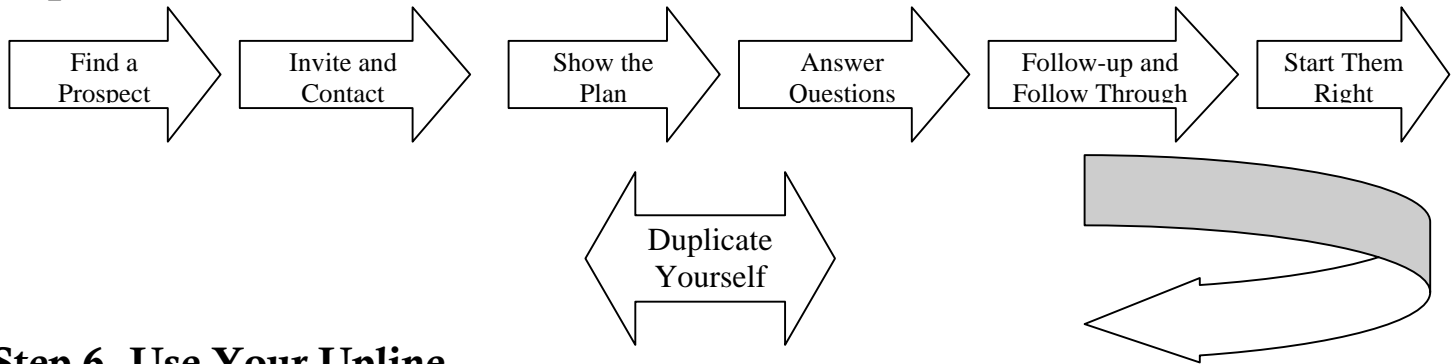 Find a
Prospect
Invite and
Contact
Show the
Plan
Answer
Questions
Follow-up and
Follow Through
Start Them
Right
Duplicate
Yourself
Step 6 Use Your Upline